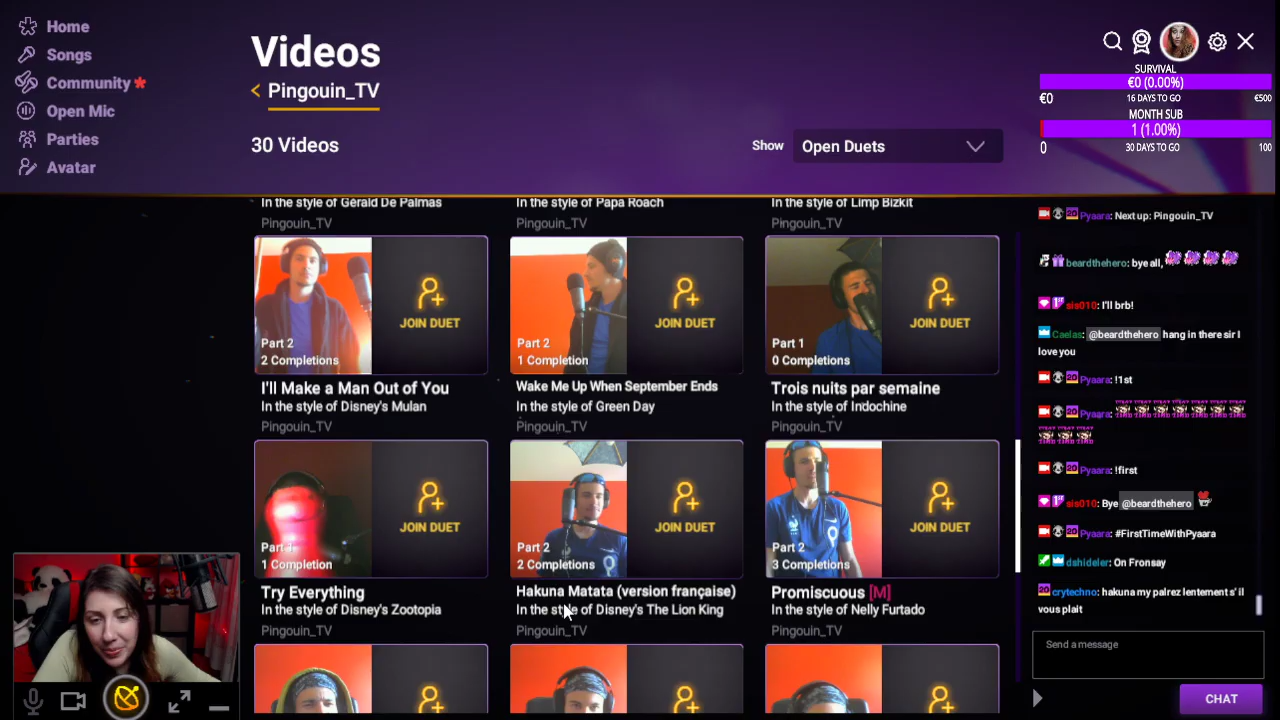 Home
Songs
Community *
Open Mic
Parties
Avatar
Videos
< Pingouin_TV
30 Videos
Show
Open Duets
SURVIVAL
€0 (0.00%)
€0
16 DAYS TO GO
€500
MONTH SUB
1 (1.00%)
0
30 DAYS TO GO
100
In the style of Gérald De Palmas
Pingouin_TV
In the style of Papa Roach
Pingouin_TV
In the style of Limp Bizkit
Pingouin_TV
JOIN DUET
Part 2
2 Completions
I'll Make a Man Out of You
In the style of Disney's Mulan
Pingouin_TV
JOIN DUET
Part 2
1 Completion
Wake Me Up When September Ends
In the style of Green Day
Pingouin_TV
JOIN DUET
Part 1
0 Completions
Trois nuits par semaine
In the style of Indochine
Pingouin_TV
JOIN DUET
Part 1
1 Completion
Try Everything
In the style of Disney's Zootopia
Pingouin_TV
JOIN DUET
Part 2
2 Completions
Hakuna Matata (version française)
In the style of Disney's The Lion King
Pingouin_TV
JOIN DUET
Part 2
3 Completions
Promiscuous [M]
In the style of Nelly Furtado
Pingouin_TV
20 Pyaara: Next up: Pingouin_TV
beardthehero: bye all,
sis010: I'll brb!
Caelas: @beardthehero hang in there sir I
love you
20 Pyaara: !1st
20 Pyaara:
20 Pyaara: !first
sis010: Bye @beardthehero
20 Pyaara: #FirstTimeWithPyaara
dshideler: On Fronsay
20 crytechno: hakuna my palrez lentement s' il
vous plait
Send a message
CHAT